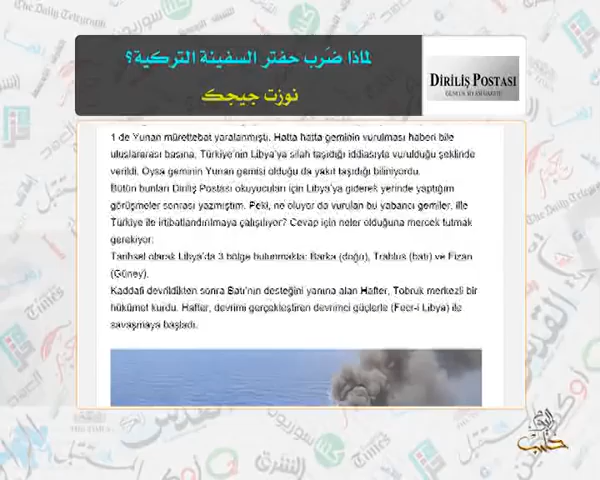 لماذا ضَرب حفتر السفينة التركية؟
نوزت جيجك
DİRİLİŞ POSTASI
1 de Yunan mürettebat yaralanmıştı. Hatta hatta geminin vurulması haberi bile
uluslararası basına, Türkiye'nin Libya'ya silah taşıdığı iddiasıyla vurulduğu şeklinde
verildi. Oysa geminin Yunan gemisi olduğu da yakıt taşıdığı biliniyordu.
Bütün bunları Diriliş Postası okuyucuları için Libya'ya giderek yerinde yaptığım
görüşmeler sonrası yazmıştım. Peki, ne oluyor da vurulan bu yabancı gemiler, ille
Türkiye ile irtibatlandırılmaya çalışılıyor? Cevap için neler olduğuna mercek tutmak
gerekiyor:
Tarihsel olarak Libya'da 3 bölge bulunmakta: Barka (doğu), Trablus (batı) ve Fizan
(Güney).
Kaddafi devrildikten sonra Batı'nın desteğini yanına alan Hafter, Tobruk merkezli bir
hükümet kurdu. Hafter, devrimi gerçekleştiren devrimci güçlerle (Fecr-i Libya) ile
savaşmaya başladı.